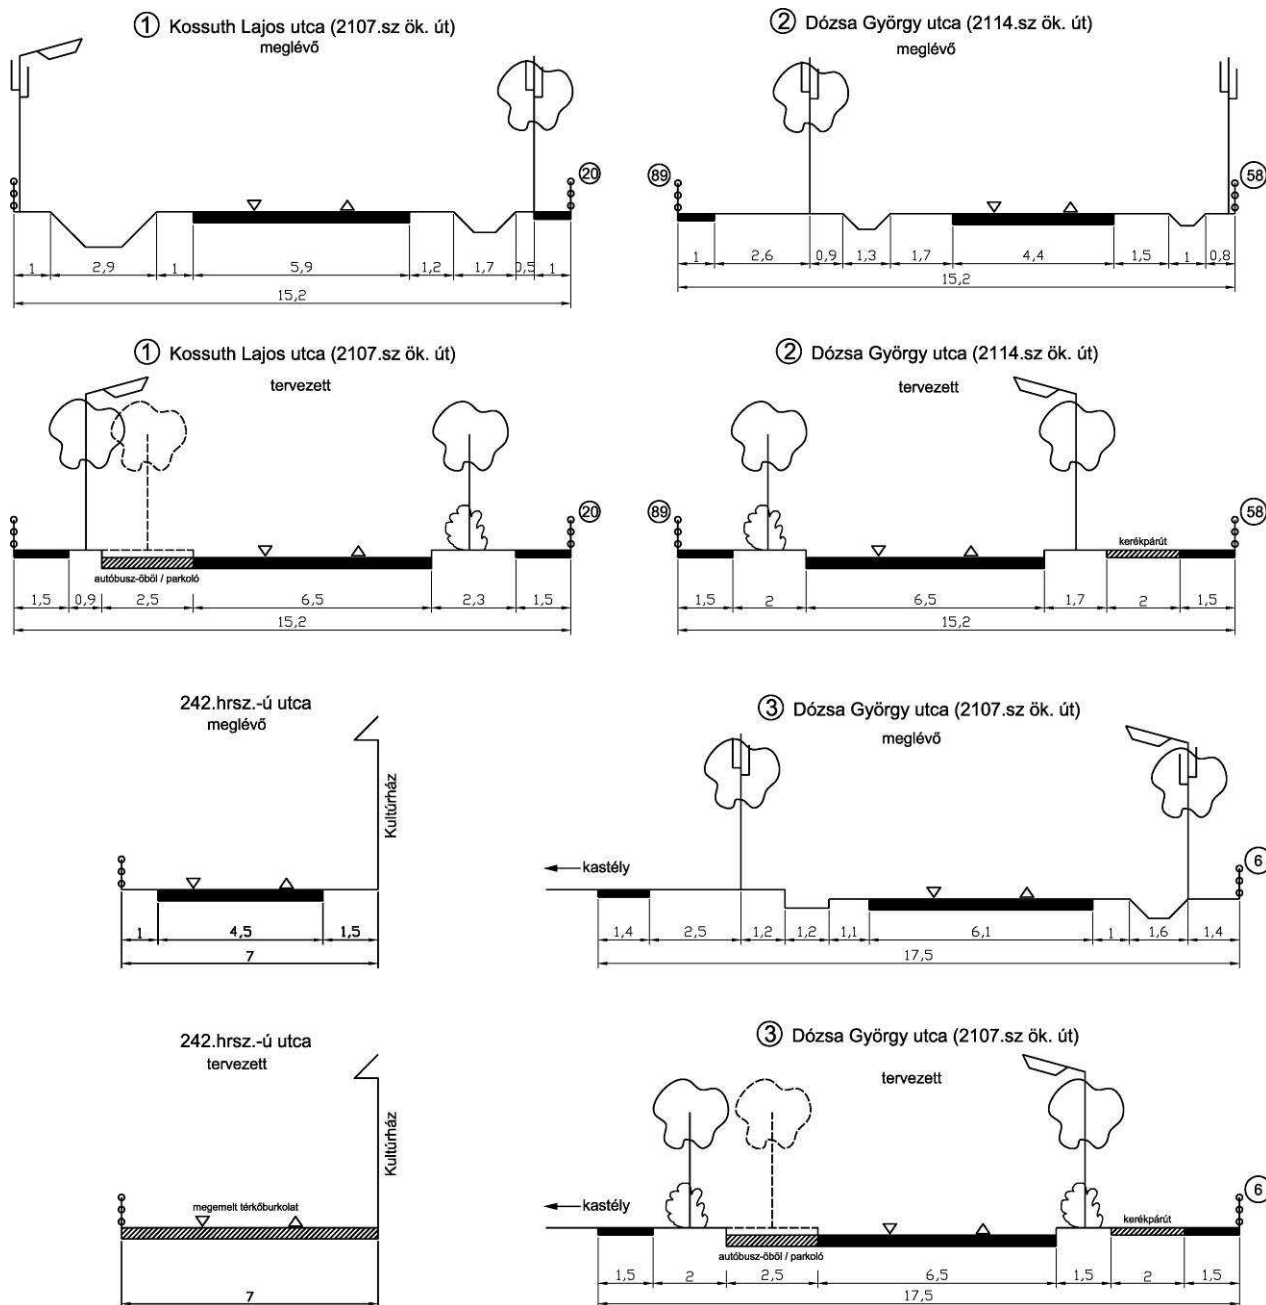 ① Kossuth Lajos utca (2107.sz ök. út)
meglévő
20
1 2,9 1 5,9 1,2 1,7 0,5 1
15,2
② Dózsa György utca (2114.sz ök. út)
meglévő
89 58
1 2,6 0,9 1,3 1,7 4,4 1,5 1 0,8
15,2
① Kossuth Lajos utca (2107.sz ök. út)
tervezett
20
autóbusz-öböl / parkoló
1,5 0,9 2,5 6,5 2,3 1,5
15,2
② Dózsa György utca (2114.sz ök. út)
tervezett
89 58
kerékpárút
1,5 2 6,5 1,7 2 1,5
15,2
242.hrsz.-ú utca
meglévő
Kultúrház
1 4,5 1,5
7
③ Dózsa György utca (2107.sz ök. út)
meglévő
kastély
6
1,4 2,5 1,2 1,2 1,1 6,1 1 1,6 1,4
17,5
242.hrsz.-ú utca
tervezett
Kultúrház
megemelt térkőburkolat
7
③ Dózsa György utca (2107.sz ök. út)
tervezett
kastély
6
kerékpárút
autóbusz-öböl / parkoló
1,5 2 2,5 6,5 1,5 2 1,5
17,5